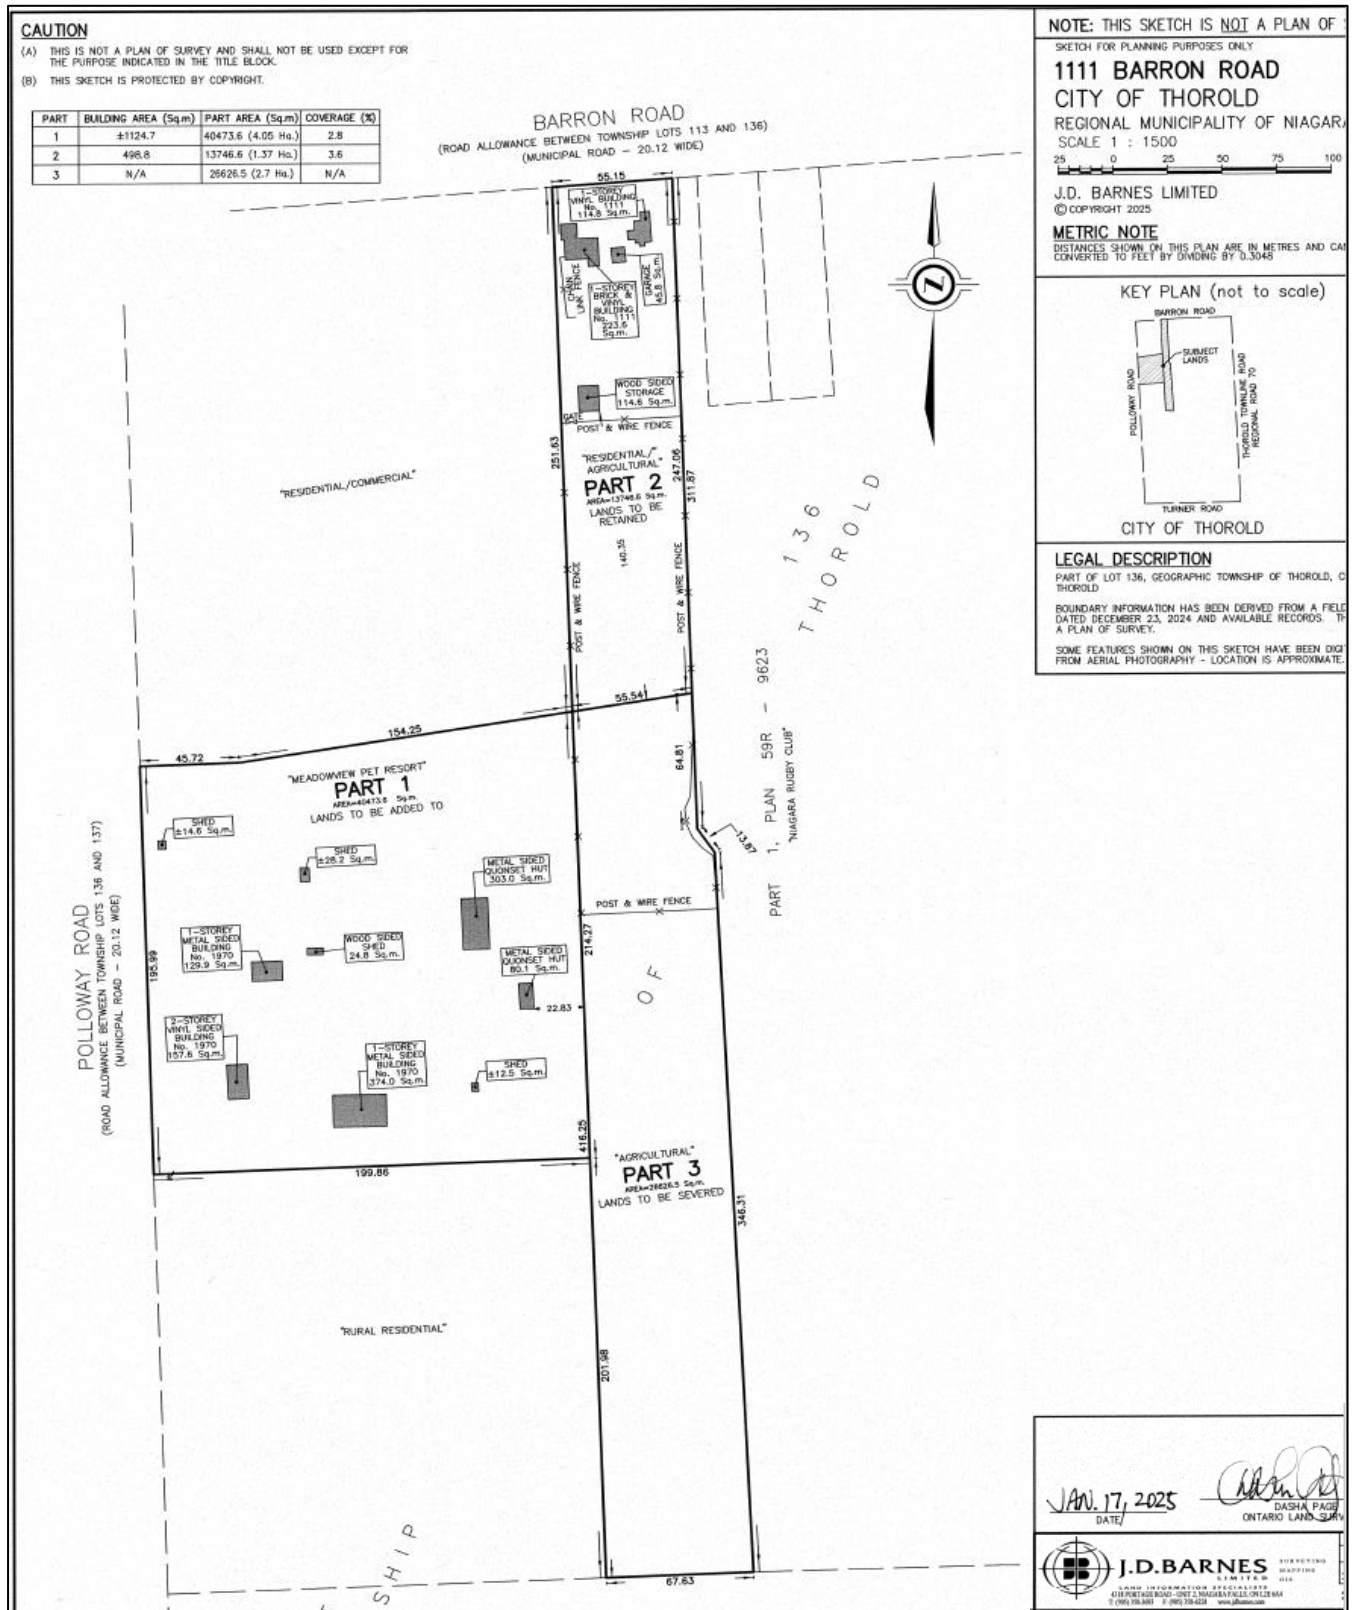 CAUTION
(A) THIS IS NOT A PLAN OF SURVEY AND SHALL NOT BE USED EXCEPT FOR
THE PURPOSE INDICATED IN THE TITLE BLOCK.
(B) THIS SKETCH IS PROTECTED BY COPYRIGHT.
PART BUILDING AREA (Sq.m) PART AREA (Sq.m) COVERAGE (%)
1 ±1124.7 40473.6 (4.05 Ha.) 2.8
2 498.8 13746.6 (1.37 Ha.) 3.6
3 N/A 26626.5 (2.7 Ha.) N/A
BARRON ROAD
(ROAD ALLOWANCE BETWEEN TOWNSHIP LOTS 113 AND 136)
(MUNICIPAL ROAD - 20.12 WIDE)
55.15
1-STOREY
VINYL BUILDING
No. 1111
114.8 Sq.m.
CHAIN
LINK FENCE
1-STOREY
BRICK &
VINYL
BUILDING
No. 1111
223.6
Sq.m.
GARAGE
45.8 Sq.m.
WOOD SIDED
STORAGE
114.6 Sq.m.
GATE
POST & WIRE FENCE
251.63
"RESIDENTIAL/
AGRICULTURAL"
PART 2
AREA=13746.6 Sq.m.
LANDS TO BE
RETAINED
247.06
311.87
140.35
POST & WIRE FENCE
POST & WIRE FENCE
"RESIDENTIAL/COMMERCIAL"
136
THOROLD
55.54
154.25
45.72
64.81
13.87
PART 1, PLAN 59R - 9623
"NIAGARA RUGBY CLUB"
"MEADOWVIEW PET RESORT"
PART 1
AREA=40473.6 Sq.m.
LANDS TO BE ADDED TO
SHED
±14.6 Sq.m.
SHED
±28.2 Sq.m.
METAL SIDED
QUONSET HUT
303.0 Sq.m.
POST & WIRE FENCE
1-STOREY
METAL SIDED
BUILDING
No. 1970
129.9 Sq.m.
WOOD SIDED
SHED
24.8 Sq.m.
METAL SIDED
QUONSET HUT
80.1 Sq.m.
214.27
OF
22.83
2-STOREY
VINYL SIDED
BUILDING
No. 1970
157.6 Sq.m.
1-STOREY
METAL SIDED
BUILDING
No. 1970
374.0 Sq.m.
SHED
±12.5 Sq.m.
POLLOWAY ROAD
(ROAD ALLOWANCE BETWEEN TOWNSHIP LOTS 136 AND 137)
(MUNICIPAL ROAD - 20.12 WIDE)
195.99
416.25
199.86
"AGRICULTURAL"
PART 3
AREA=26626.5 Sq.m.
LANDS TO BE SEVERED
346.31
"RURAL RESIDENTIAL"
201.98
67.63
SHIP
NOTE: THIS SKETCH IS NOT A PLAN OF
SKETCH FOR PLANNING PURPOSES ONLY
1111 BARRON ROAD
CITY OF THOROLD
REGIONAL MUNICIPALITY OF NIAGARA
SCALE 1 : 1500
25 0 25 50 75 100
J.D. BARNES LIMITED
© COPYRIGHT 2025
METRIC NOTE
DISTANCES SHOWN ON THIS PLAN ARE IN METRES AND CAN
CONVERTED TO FEET BY DIVIDING BY 0.3048
N
KEY PLAN (not to scale)
BARRON ROAD
SUBJECT
LANDS
POLLOWAY ROAD
THOROLD TOWNLINE ROAD
REGIONAL ROAD 70
TURNER ROAD
CITY OF THOROLD
LEGAL DESCRIPTION
PART OF LOT 136, GEOGRAPHIC TOWNSHIP OF THOROLD, C
THOROLD
BOUNDARY INFORMATION HAS BEEN DERIVED FROM A FIELD
DATED DECEMBER 23, 2024 AND AVAILABLE RECORDS. TH
A PLAN OF SURVEY.
SOME FEATURES SHOWN ON THIS SKETCH HAVE BEEN DIGI
FROM AERIAL PHOTOGRAPHY - LOCATION IS APPROXIMATE.
JAN. 17, 2025
DATE
DASHA PAGE
ONTARIO LAND SURV
J.D.BARNES
LIMITED
SURVEYING
MAPPING
GIS
LAND INFORMATION SPECIALISTS